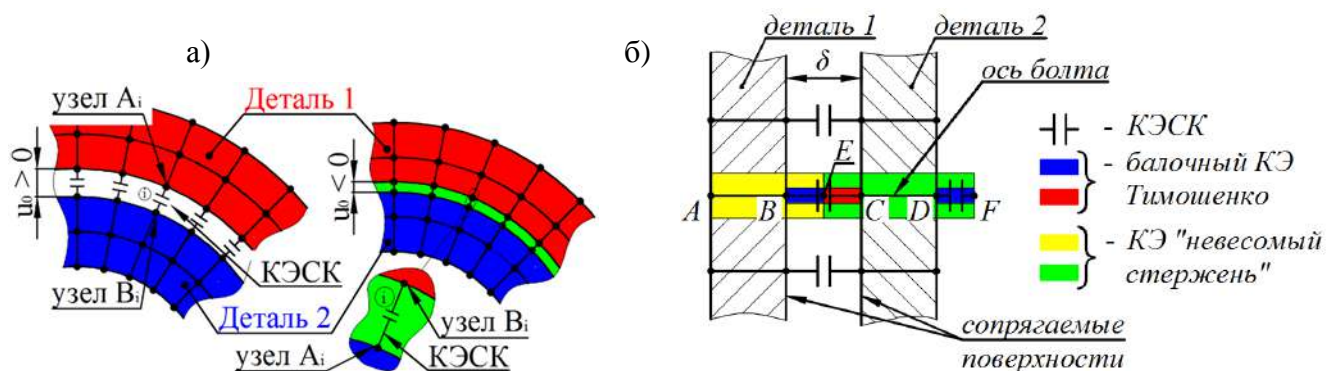 а)
узел Ai
Деталь 1
u₀ > 0
u₀ < 0
i
i
КЭСК
узел Bi
Деталь 2
узел Bi
узел Ai
КЭСК
б)
деталь 1
деталь 2
δ
ось болта
E
A
B
C
D
F
- КЭСК
- балочный КЭ
Тимошенко
- КЭ "невесомый
стержень"
сопрягаемые
поверхности